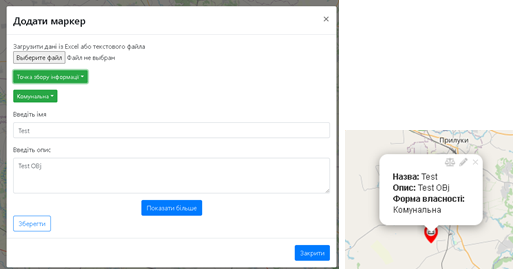 Додати маркер
×
Загрузити дані із Excel або текстового файла
Выберите файл Файл не выбран
Точка збору інформації
Комунальна
Введіть імя
Test
Введіть опис
Test OBj
Показати більше
Зберегти
Закрити
Прилуки
Назва: Test
Опис: Test OBj
Форма власності:
Комунальна